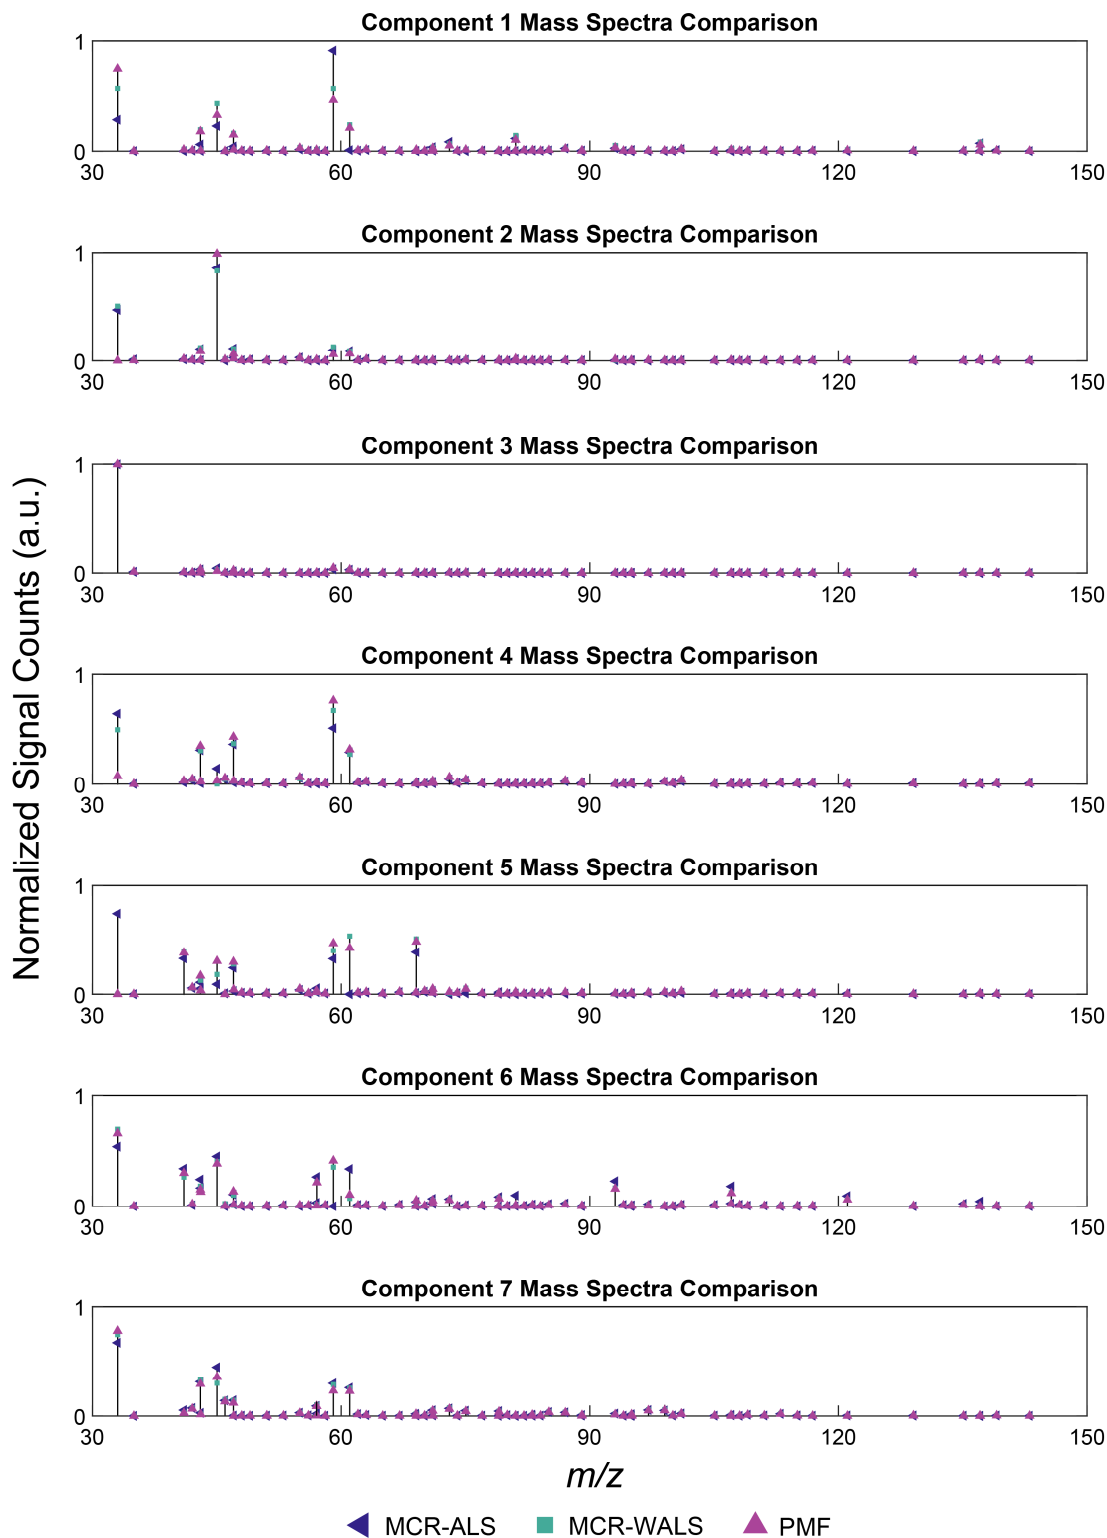 Component 1 Mass Spectra Comparison
1
0
30 60 90 120 150
Component 2 Mass Spectra Comparison
1
0
30 60 90 120 150
Component 3 Mass Spectra Comparison
1
0
30 60 90 120 150
Component 4 Mass Spectra Comparison
1
0
30 60 90 120 150
Component 5 Mass Spectra Comparison
1
0
30 60 90 120 150
Component 6 Mass Spectra Comparison
1
0
30 60 90 120 150
Component 7 Mass Spectra Comparison
1
0
30 60 90 120 150
Normalized Signal Counts (a.u.)
m/z
MCR-ALS MCR-WALS PMF